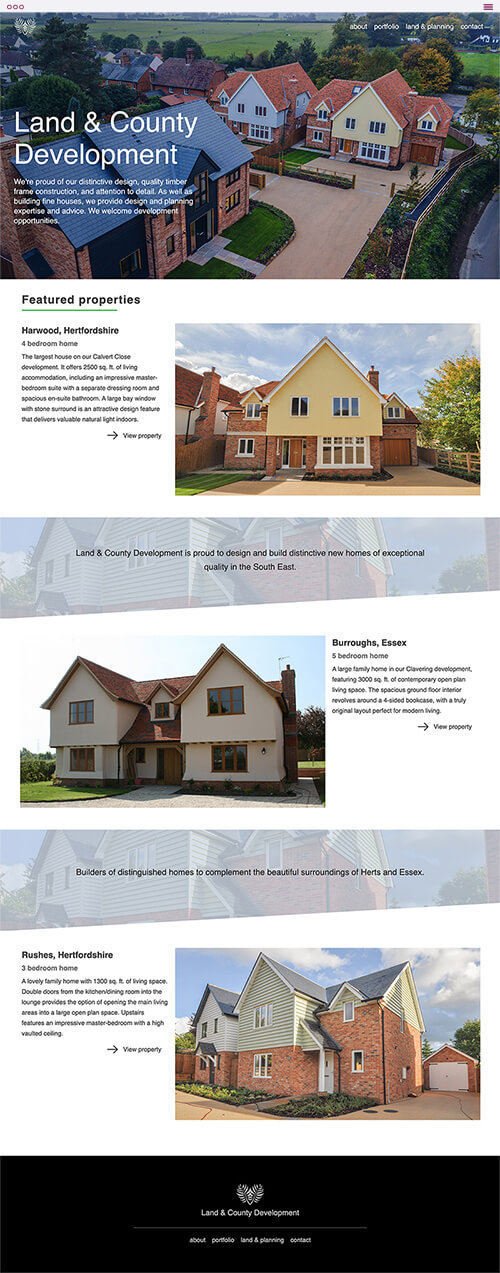 about portfolio land & planning contact
Land & County
Development
We're proud of our distinctive design, quality timber
frame construction, and attention to detail. As well as
building fine houses, we provide design and planning
expertise and advice. We welcome development
opportunities.
Featured properties
Harwood, Hertfordshire
4 bedroom home
The largest house on our Calvert Close
development. It offers 2500 sq. ft. of living
accommodation, including an impressive master-
bedroom suite with a separate dressing room and
spacious en-suite bathroom. A large bay window
with stone surround is an attractive design feature
that delivers valuable natural light indoors.
View property
Land & County Development is proud to design and build distinctive new homes of exceptional
quality in the South East.
Burroughs, Essex
5 bedroom home
A large family home in our Clavering development,
featuring 3000 sq. ft. of contemporary open plan
living space. The spacious ground floor interior
revolves around a 4-sided bookcase, with a truly
original layout perfect for modern living.
View property
Builders of distinguished homes to complement the beautiful surroundings of Herts and Essex.
Rushes, Hertfordshire
3 bedroom home
A lovely family home with 1300 sq. ft. of living space.
Double doors from the kitchen/dining room into the
lounge provides the option of opening the main living
areas into a large open plan space. Upstairs
features an impressive master-bedroom with a high
vaulted ceiling.
View property
Land & County Development
about portfolio land & planning contact